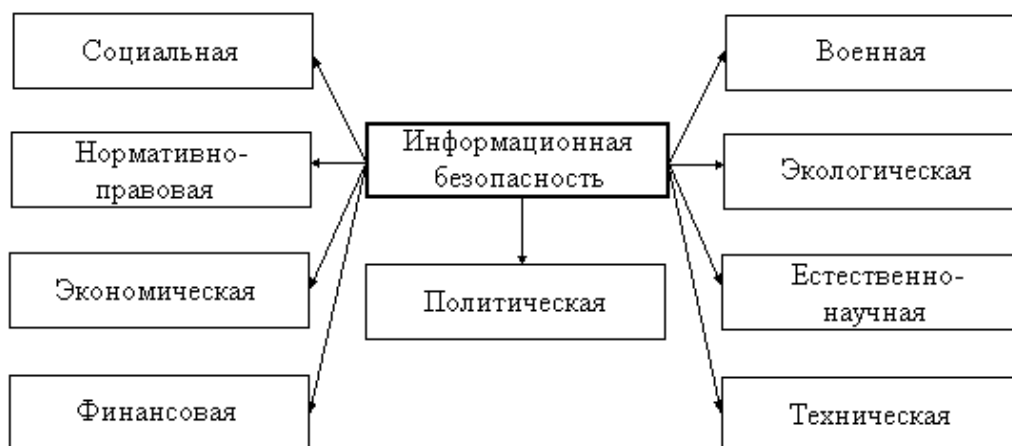 Социальная
Военная
Информационная
безопасность
Нормативно-
правовая
Экологическая
Экономическая
Политическая
Естественно-
научная
Финансовая
Техническая